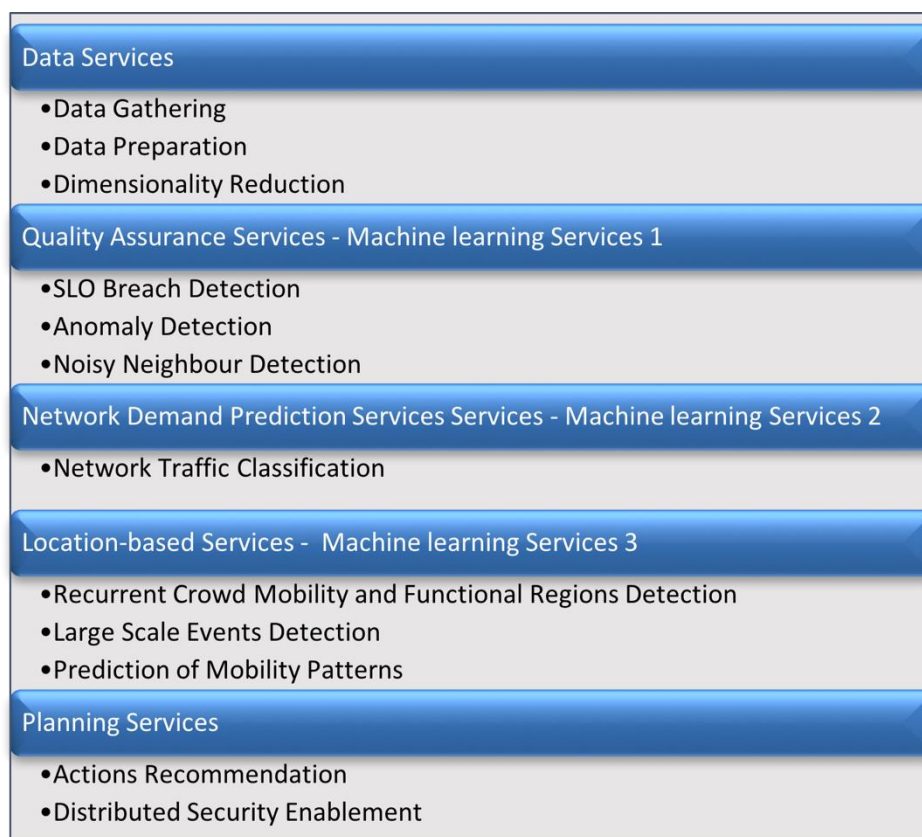 Data Services
•Data Gathering
•Data Preparation
•Dimensionality Reduction
Quality Assurance Services - Machine learning Services 1
•SLO Breach Detection
•Anomaly Detection
•Noisy Neighbour Detection
Network Demand Prediction Services Services - Machine learning Services 2
•Network Traffic Classification
Location-based Services -  Machine learning Services 3
•Recurrent Crowd Mobility and Functional Regions Detection
•Large Scale Events Detection
•Prediction of Mobility Patterns
Planning Services
•Actions Recommendation
•Distributed Security Enablement